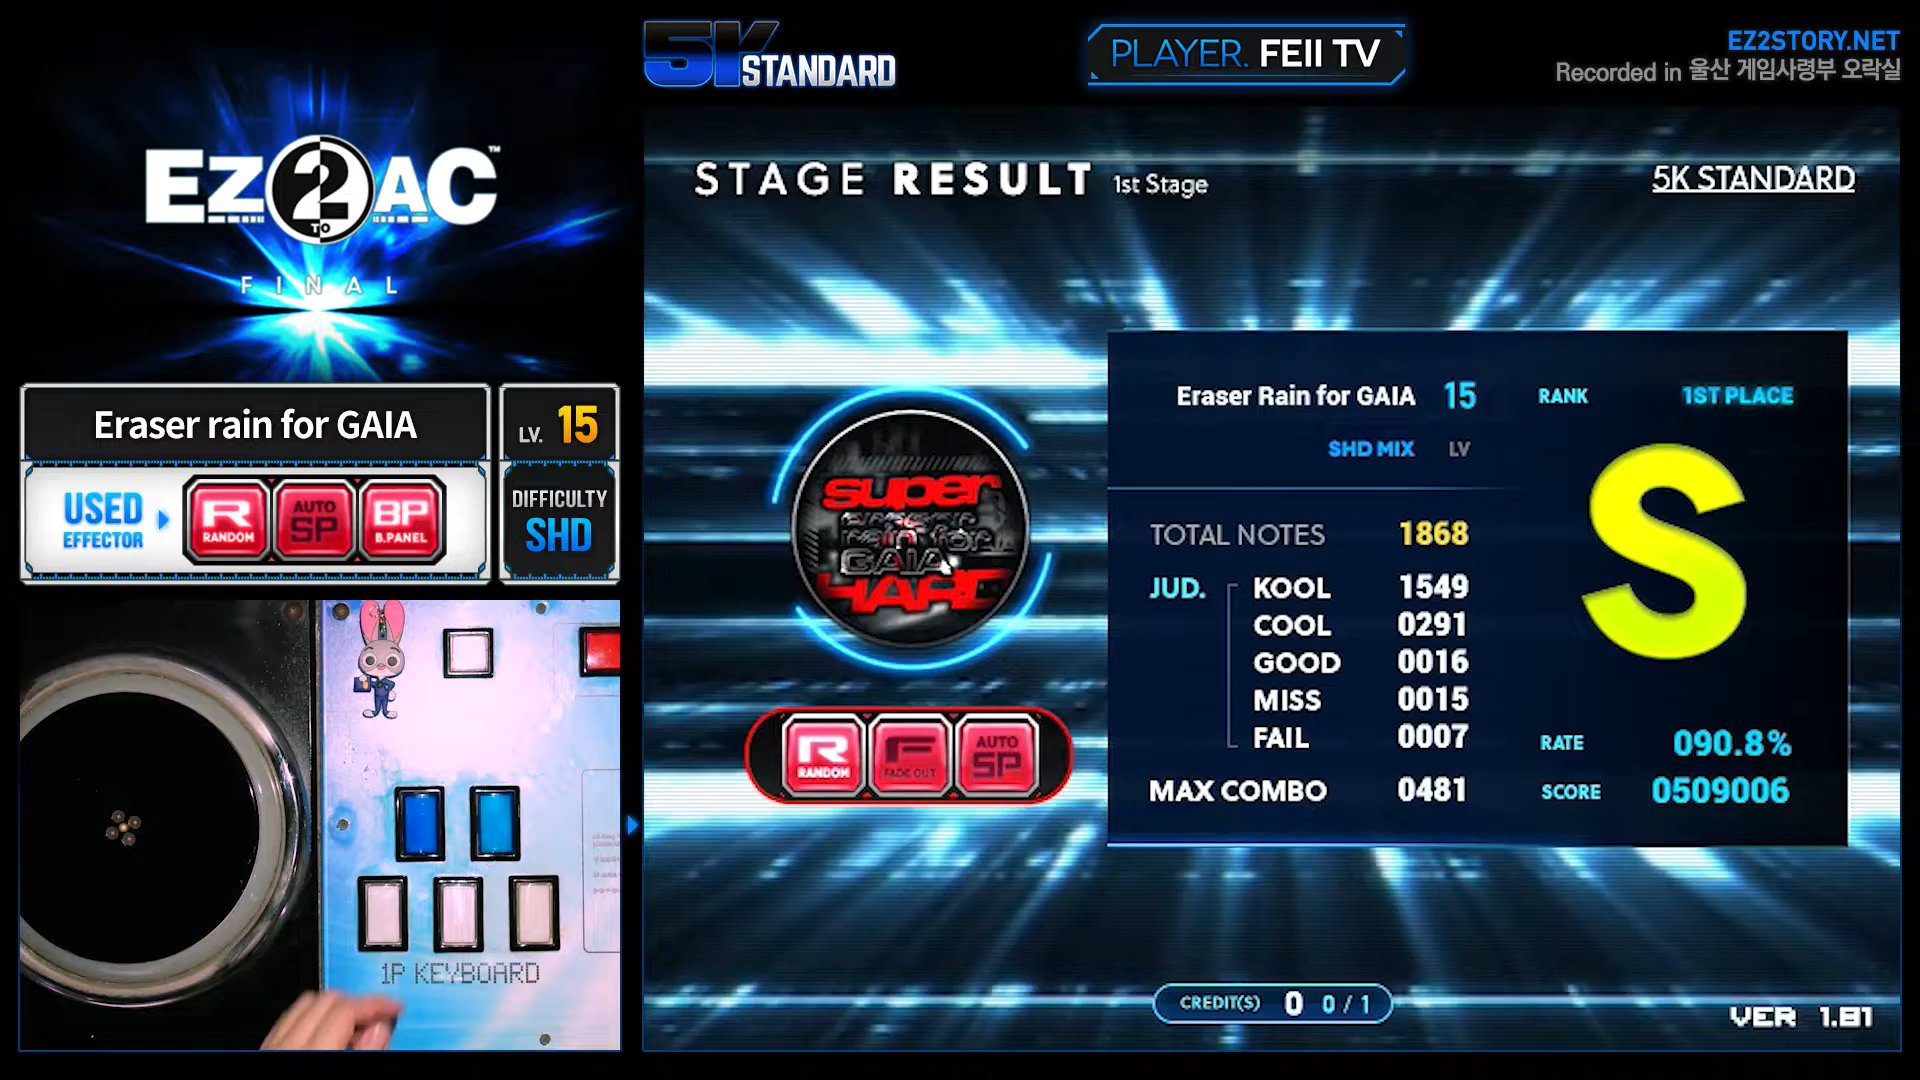 5K STANDARD
PLAYER. FEII TV
EZ2STORY.NET
Recorded in 울산 게임사령부 오락실
EZ2AC™
TO
FINAL
Eraser rain for GAIA
LV. 15
USED EFFECTOR
R RANDOM
AUTO SP
BP B.PANEL
DIFFICULTY
SHD
1P KEYBOARD
STAGE RESULT 1st Stage
5K STANDARD
super
eraser
rain for
GAIA
HARD
R RANDOM
F FADE OUT
AUTO SP
Eraser Rain for GAIA 15
SHD MIX LV
RANK 1ST PLACE
S
TOTAL NOTES 1868
JUD.
KOOL 1549
COOL 0291
GOOD 0016
MISS 0015
FAIL 0007
MAX COMBO 0481
RATE 090.8%
SCORE 0509006
CREDIT(S) 0 0 / 1
VER 1.81